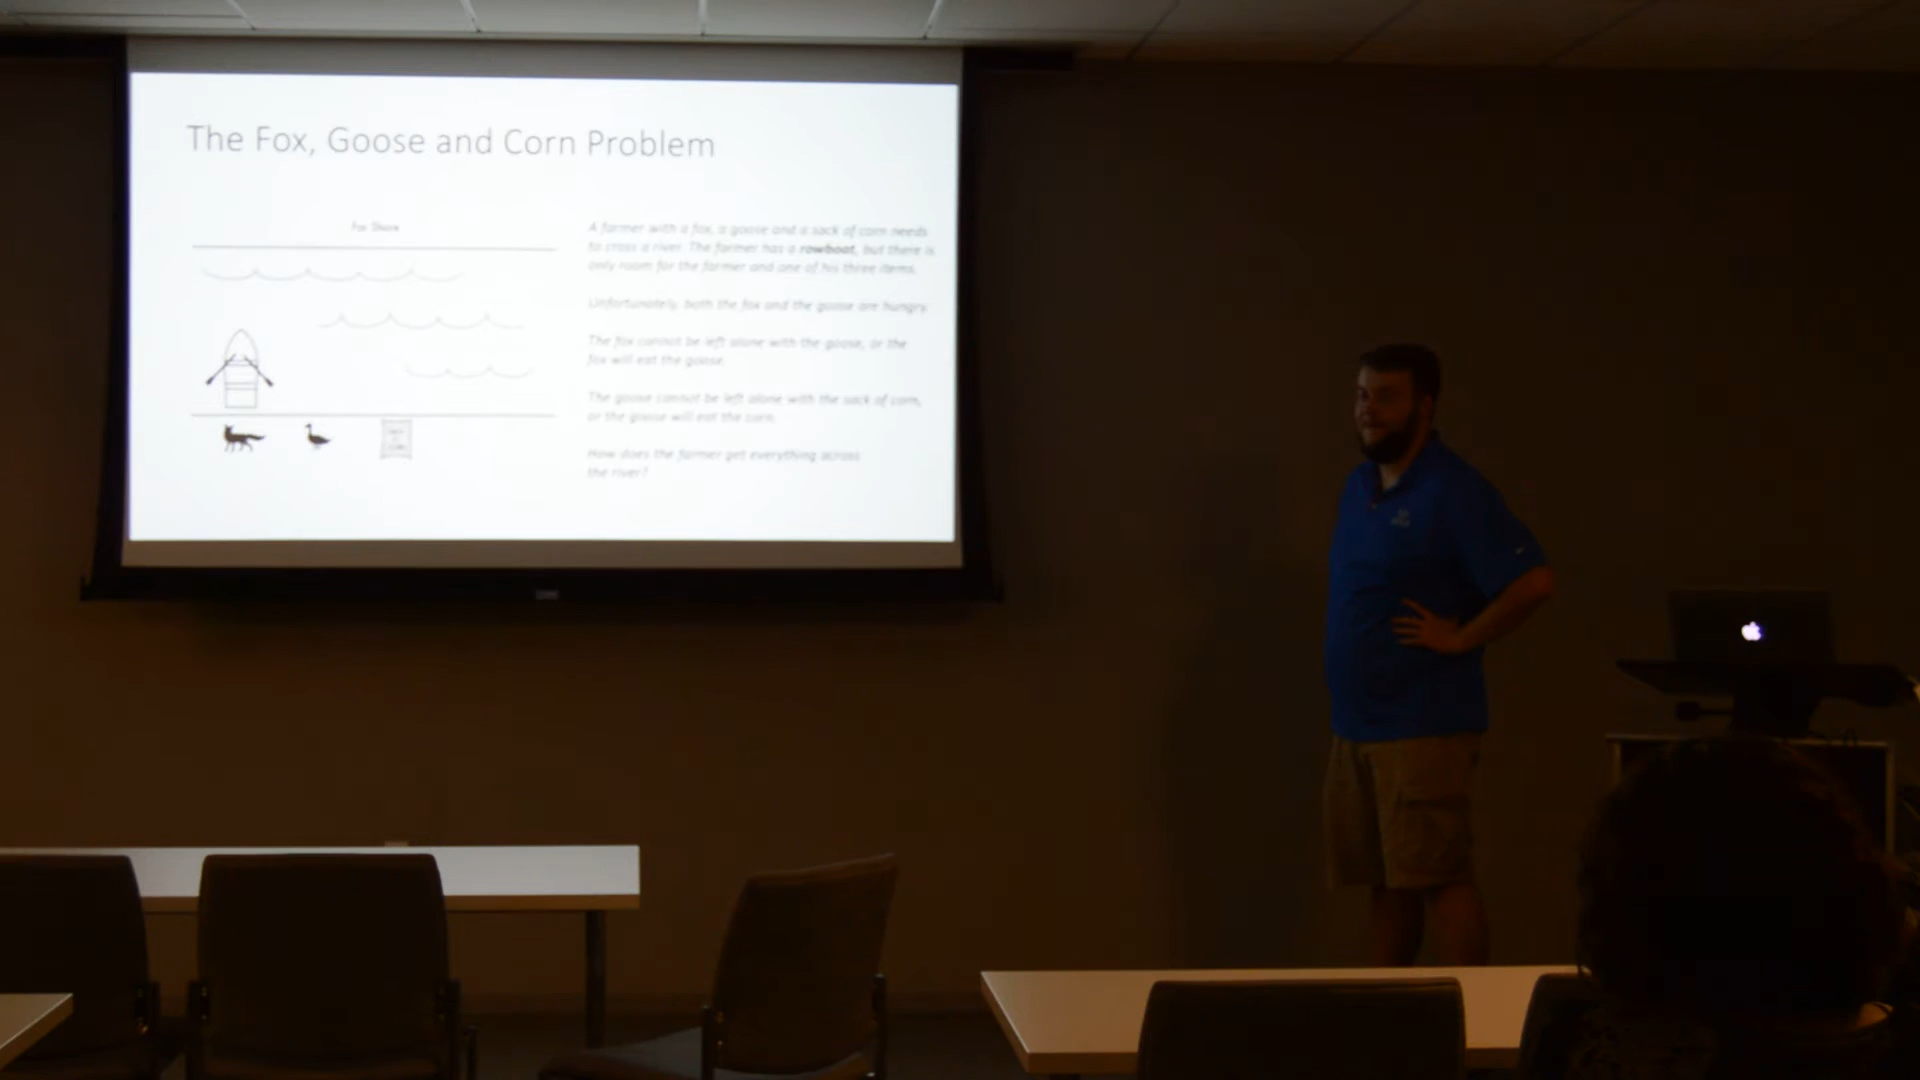 The Fox, Goose and Corn Problem
Far Shore
A farmer with a fox, a goose and a sack of corn needs
to cross a river. The farmer has a rowboat, but there is
only room for the farmer and one of his three items.
Unfortunately, both the fox and the goose are hungry.
The fox cannot be left alone with the goose, or the
fox will eat the goose.
The goose cannot be left alone with the sack of corn,
or the goose will eat the corn.
How does the farmer get everything across
the river?